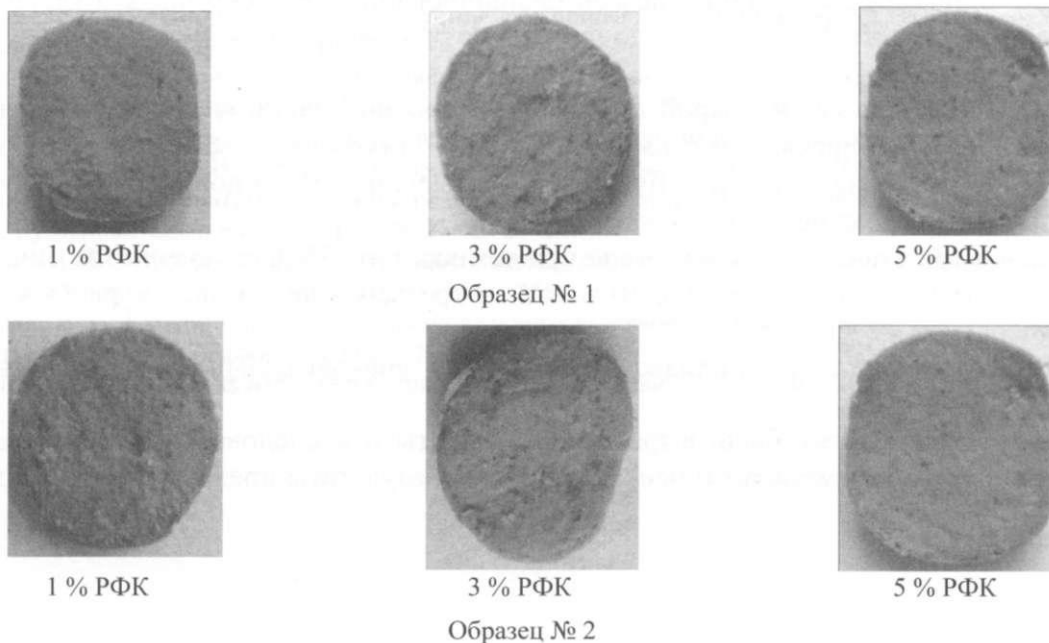 1 % РФК 3 % РФК 5 % РФК
Образец № 1
1 % РФК 3 % РФК 5 % РФК
Образец № 2